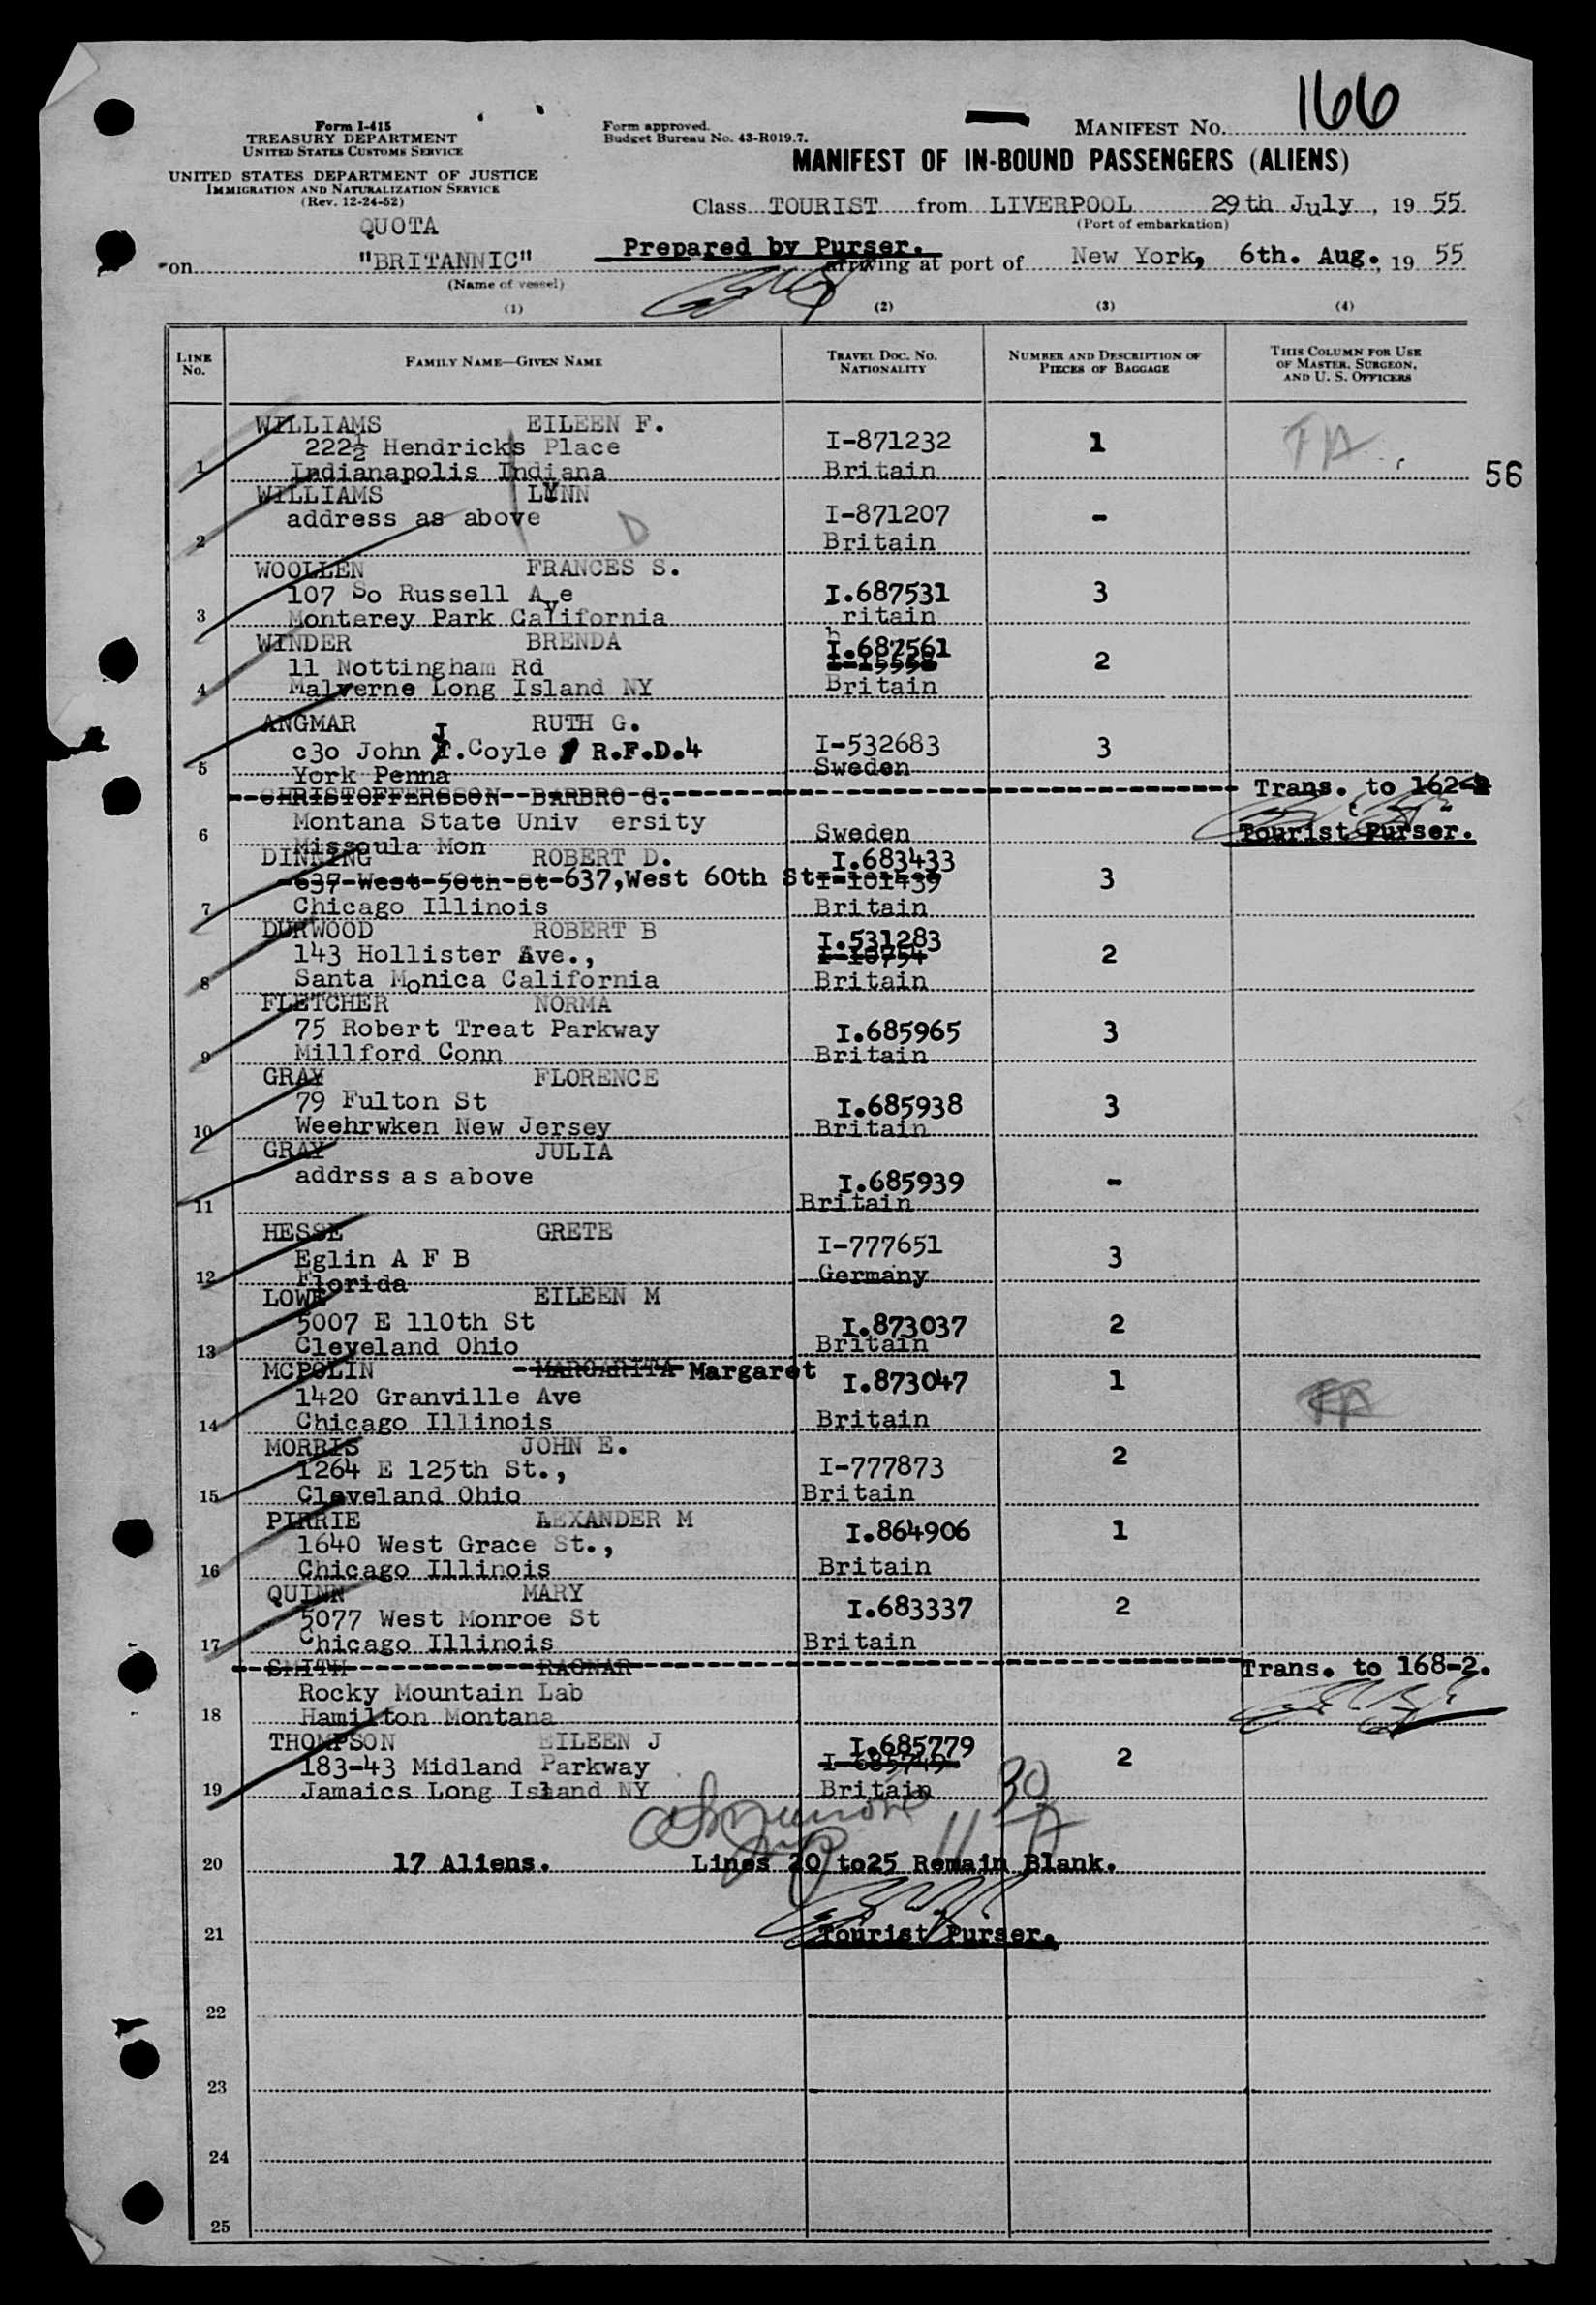 166
Form I-415
TREASURY DEPARTMENT
UNITED STATES CUSTOMS SERVICE
UNITED STATES DEPARTMENT OF JUSTICE
IMMIGRATION AND NATURALIZATION SERVICE
(Rev. 12-24-52)
Form approved.
Budget Bureau No. 43-R019.7.
MANIFEST NO.
MANIFEST OF IN-BOUND PASSENGERS (ALIENS)
Class TOURIST from LIVERPOOL 29th July, 19 55
(Port of embarkation)
QUOTA
Prepared by Purser.
on "BRITANNIC" arriving at port of New York, 6th. Aug., 19 55
(Name of vessel)
(1) (2) (3) (4)
LINE No. FAMILY NAME—GIVEN NAME TRAVEL DOC. NO. NATIONALITY NUMBER AND DESCRIPTION OF PIECES OF BAGGAGE THIS COLUMN FOR USE OF MASTER, SURGEON, AND U. S. OFFICERS
WILLIAMS EILEEN F.
222½ Hendricks Place I-871232 1 FA
1 Indianapolis Indiana Britain 56
WILLIAMS LYNN
address as above I-871207 -
2 D Britain
WOOLLEN FRANCES S.
107 So Russell Ave I.687531 3
3 Monterey Park California ritain
b
WINDER BRENDA I.687561
11 Nottingham Rd 2
4 Malverne Long Island NY Britain
ANGMAR RUTH G.
c3o John J.Coyle R.F.D.4 I-532683 3
5 York Penna Sweden
CHRISTOFFERSSON BARBRO G. Trans. to 162-2
Montana State Univ ersity
6 Missoula Mon Sweden Tourist Purser.
DINNING ROBERT D. I.683433
637 West 50th St 637,West 60th St I-101439 3
7 Chicago Illinois Britain
DURWOOD ROBERT B I.531283
143 Hollister Ave., I-10754 2
8 Santa Monica California Britain
FLETCHER NORMA
75 Robert Treat Parkway I.685965 3
9 Millford Conn Britain
GRAY FLORENCE
79 Fulton St I.685938 3
10 Weehrwken New Jersey Britain
GRAY JULIA
addrss as above I.685939 -
11 Britain
HESSE GRETE
Eglin A F B I-777651 3
12 Florida Germany
LOWE EILEEN M
5007 E 110th St I.873037 2
13 Cleveland Ohio Britain
MCPOLIN MARGARITA Margaret
1420 Granville Ave I.873047 1 FA
14 Chicago Illinois Britain
MORRIS JOHN E.
1264 E 125th St., I-777873 2
15 Cleveland Ohio Britain
PIRRIE AEXANDER M
1640 West Grace St., I.864906 1
16 Chicago Illinois Britain
QUINN MARY
5077 West Monroe St I.683337 2
17 Chicago Illinois Britain
SMITH RAGNAR Trans. to 168-2.
Rocky Mountain Lab
18 Hamilton Montana
THOMPSON EILEEN J I.685779
183-43 Midland Parkway I-685749 2
19 Jamaics Long Island NY Britain
30
11
20 17 Aliens. Lines 20 to25 Remain Blank.
21 Tourist Purser.
22
23
24
25